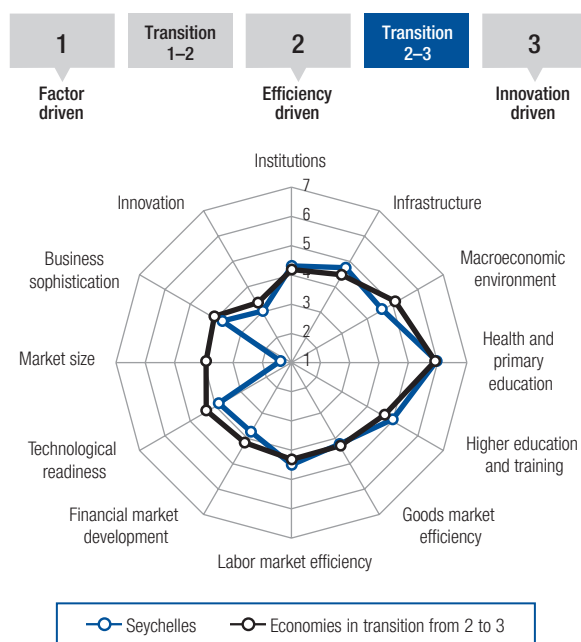 1
Transition
1–2
2
Transition
2–3
3
Factor
driven
Efficiency
driven
Innovation
driven
Institutions
7
6
5
4
3
2
1
Innovation
Infrastructure
Business
sophistication
Macroeconomic
environment
Market size
Health and
primary
education
Technological
readiness
Higher education
and training
Financial market
development
Goods market
efficiency
Labor market efficiency
Seychelles
Economies in transition from 2 to 3